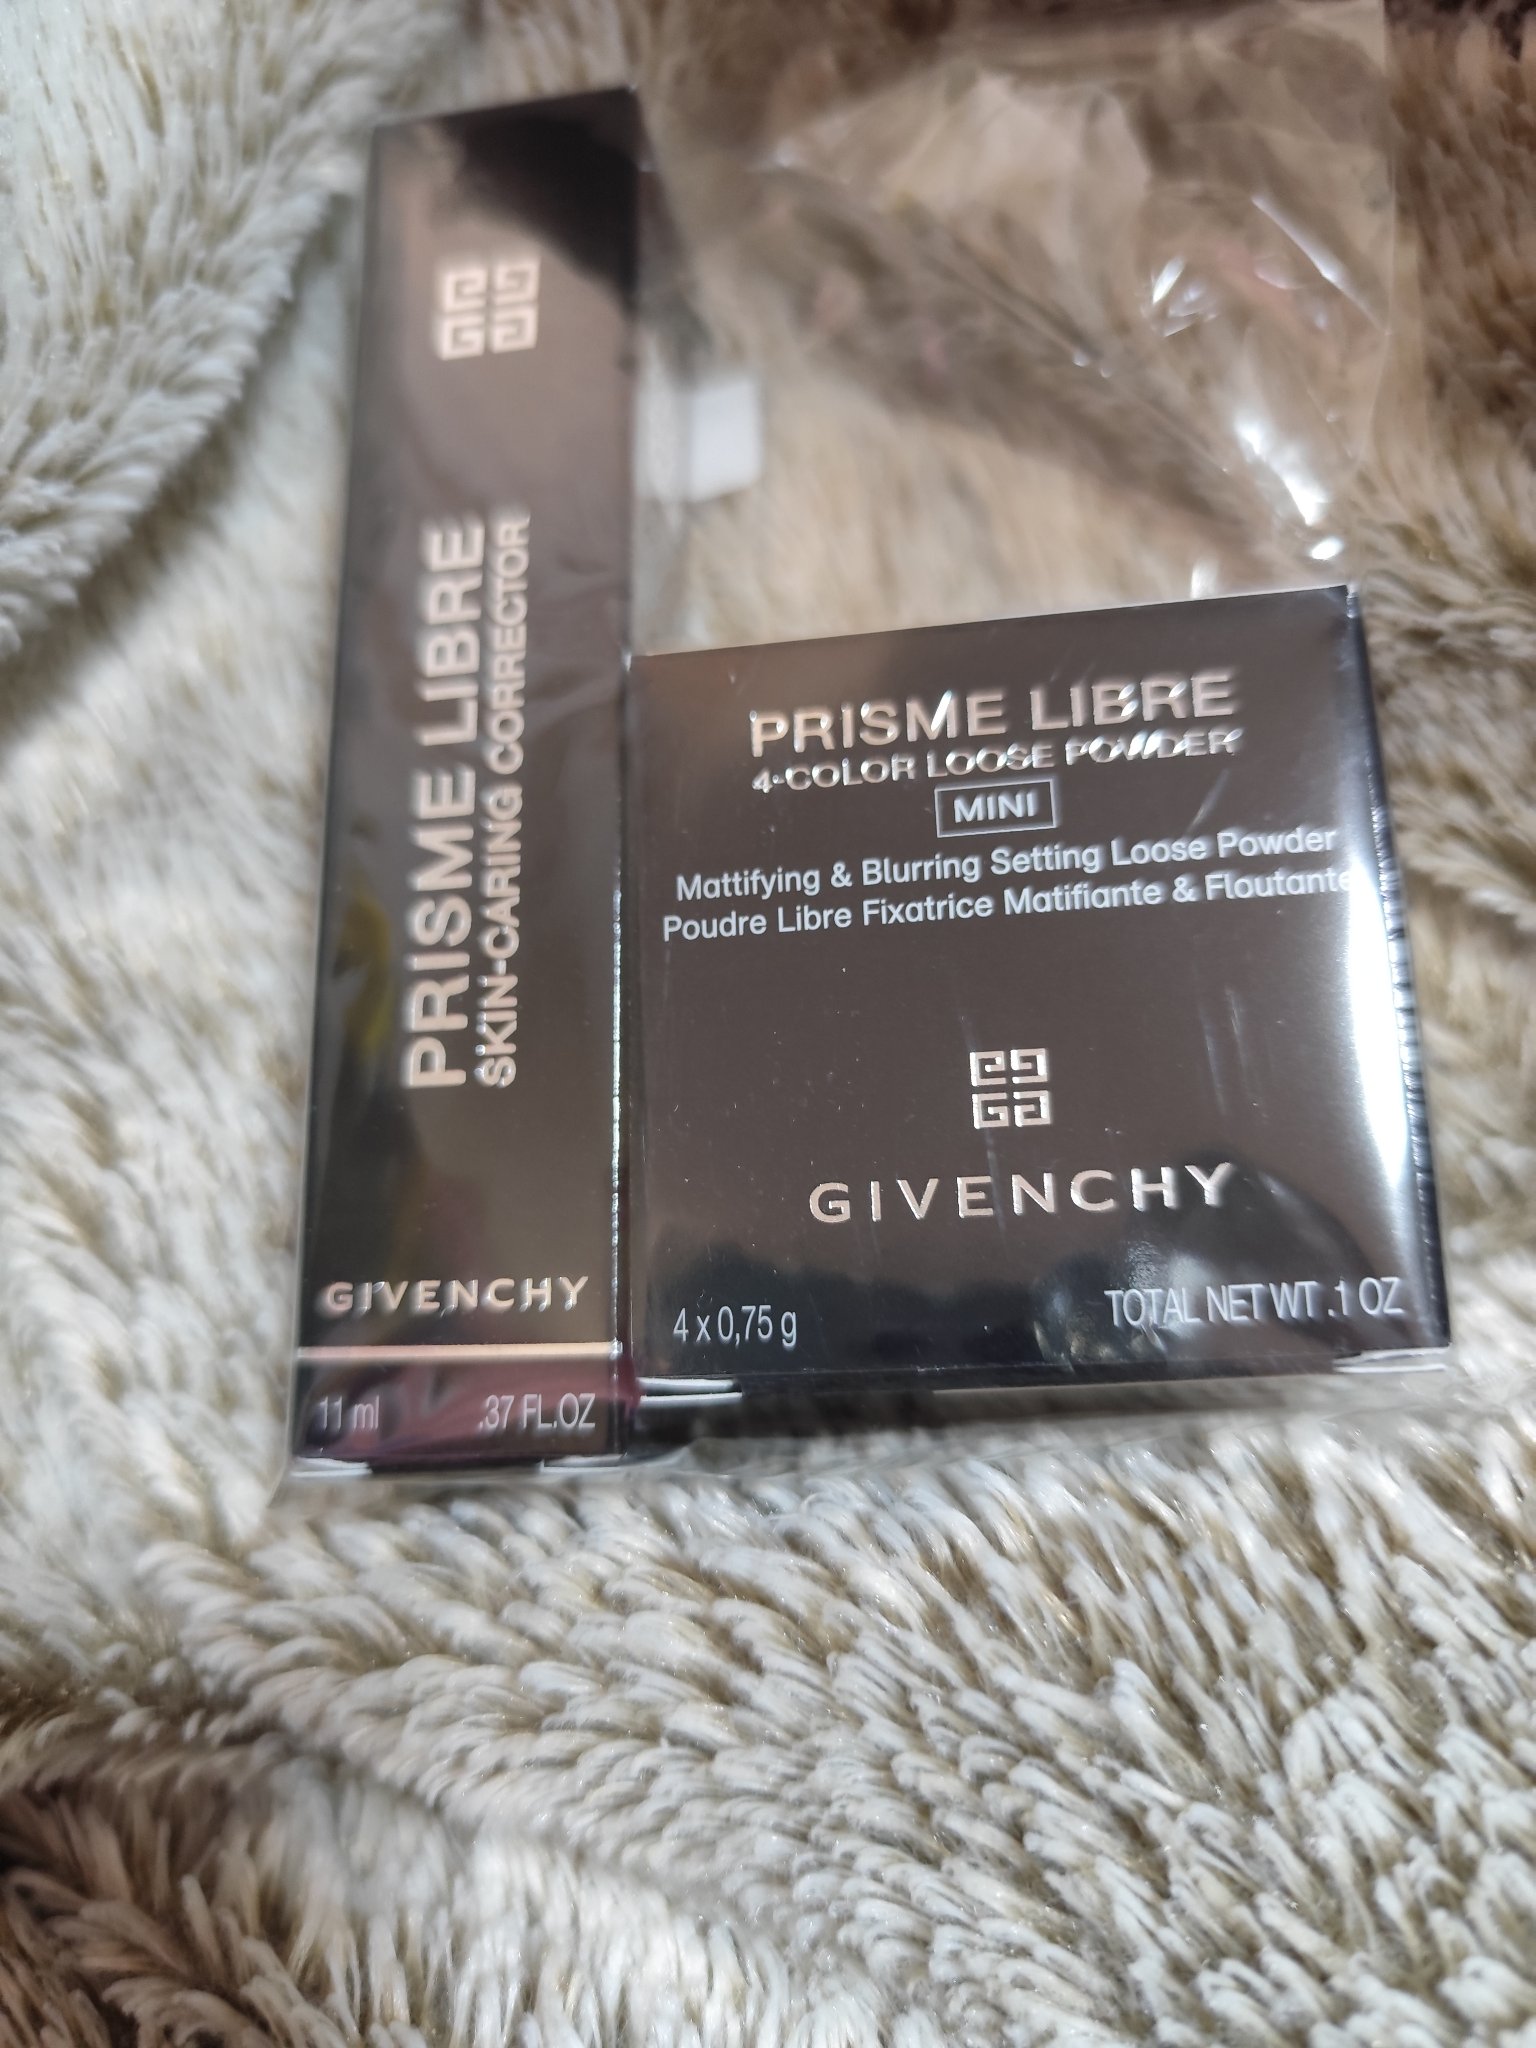 PRISME LIBRE
SKIN-CARING CORRECTOR
GIVENCHY
11 ml .37 FL.OZ
PRISME LIBRE
4-COLOR LOOSE POWDER
MINI
Mattifying & Blurring Setting Loose Powder
Poudre Libre Fixatrice Matifiante & Floutante
GIVENCHY
4 x 0,75 g TOTAL NET WT .1 OZ